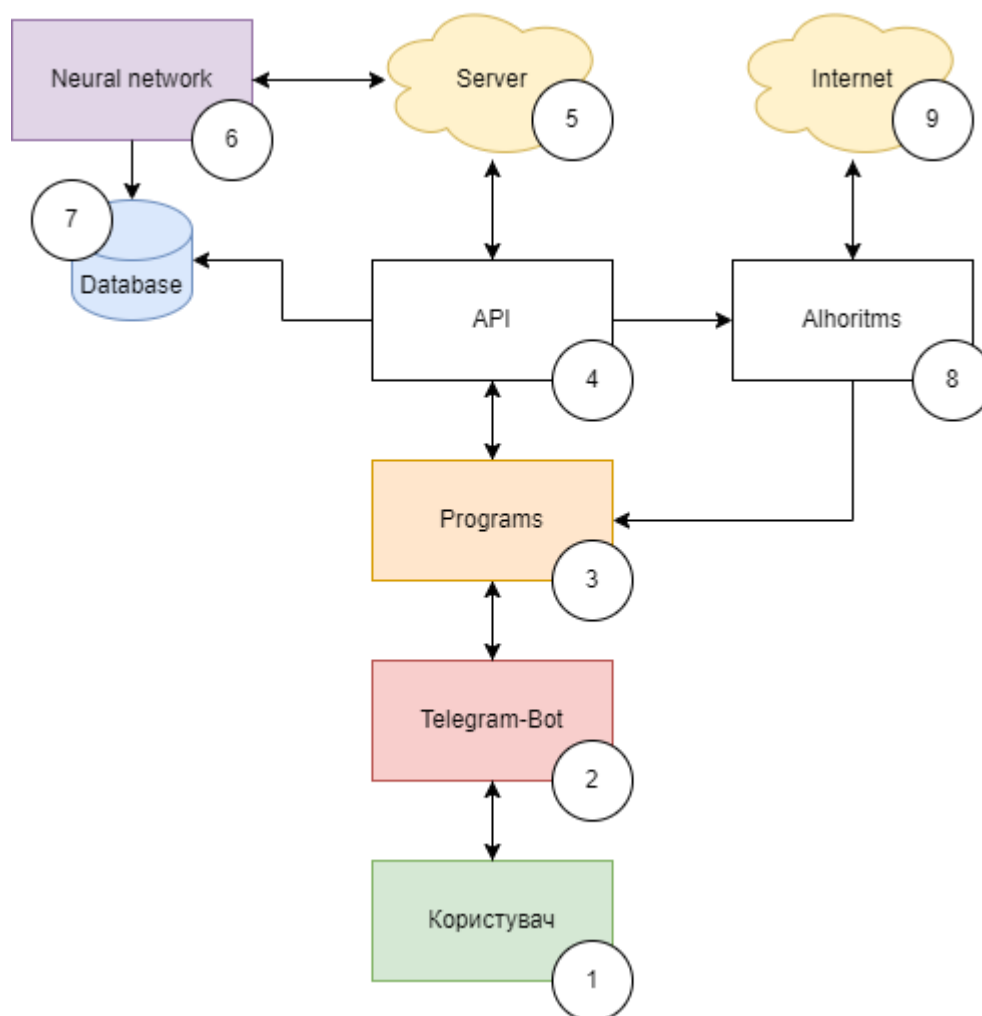 Neural network
6
Server
5
Internet
9
7
Database
API
4
Alhoritms
8
Programs
3
Telegram-Bot
2
Користувач
1